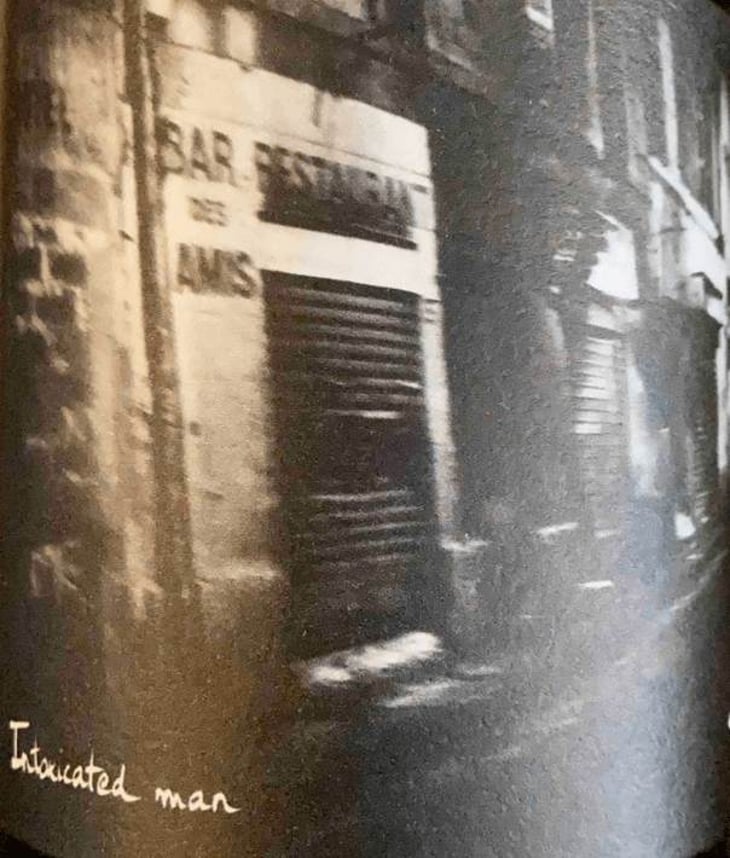 BAR-RESTAURANT
DES
AMIS
Intoxicated man